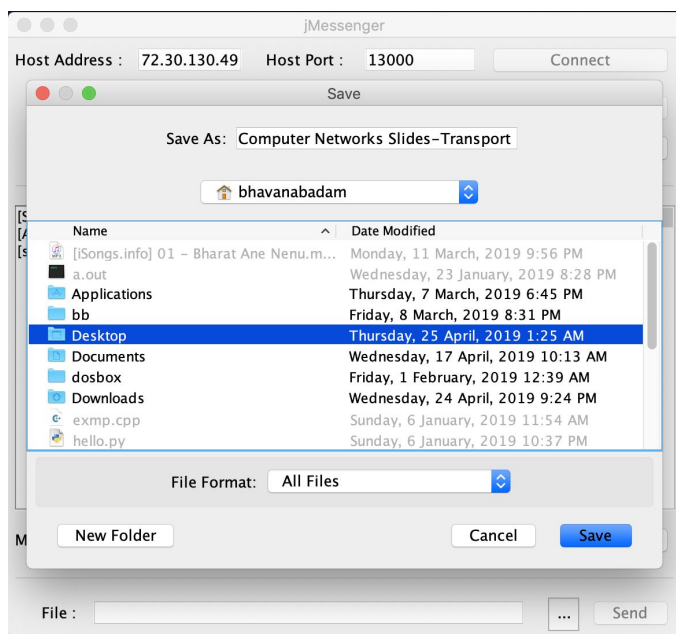 jMessenger
Host Address : 72.30.130.49 Host Port : 13000 Connect
Save
Save As: Computer Networks Slides-Transport
bhavanabadam
[S
[A
[s
Name Date Modified
[iSongs.info] 01 - Bharat Ane Nenu.m... Monday, 11 March, 2019 9:56 PM
a.out Wednesday, 23 January, 2019 8:28 PM
Applications Thursday, 7 March, 2019 6:45 PM
bb Friday, 8 March, 2019 8:31 PM
Desktop Thursday, 25 April, 2019 1:25 AM
Documents Wednesday, 17 April, 2019 10:13 AM
dosbox Friday, 1 February, 2019 12:39 AM
Downloads Wednesday, 24 April, 2019 9:24 PM
exmp.cpp Sunday, 6 January, 2019 11:54 AM
hello.py Sunday, 6 January, 2019 10:37 PM
File Format: All Files
M
New Folder Cancel Save
File : ... Send